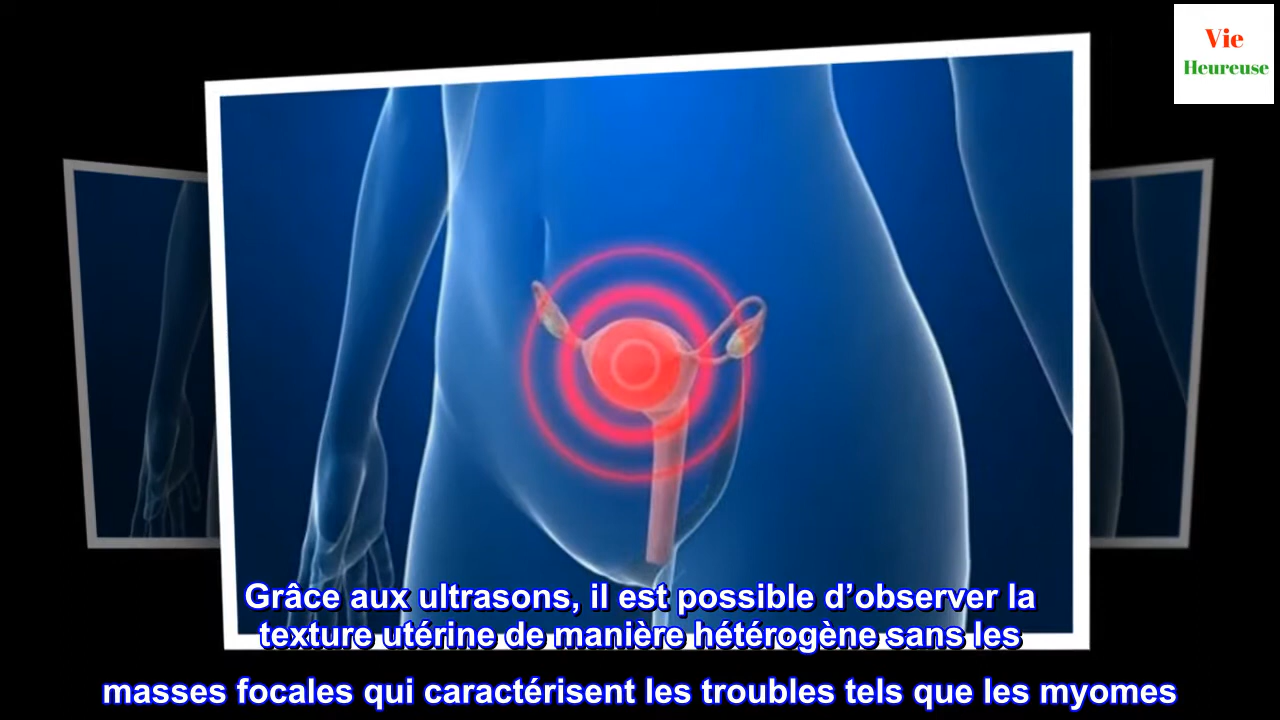 Vie
Heureuse
Grâce aux ultrasons, il est possible d’observer la
texture utérine de manière hétérogène sans les
masses focales qui caractérisent les troubles tels que les myomes